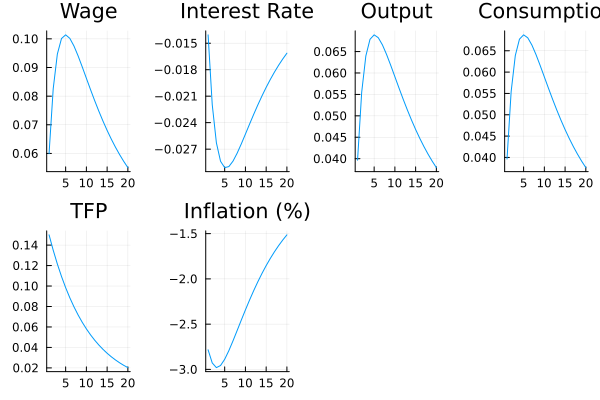 Wage
Interest Rate
Output
Consumptio
0.10
0.09
0.08
0.07
0.06
5 10 15 20
−0.015
−0.018
−0.021
−0.024
−0.027
5 10 15 20
0.065
0.060
0.055
0.050
0.045
0.040
5 10 15 20
0.065
0.060
0.055
0.050
0.045
0.040
5 10 15 20
TFP
Inflation (%)
0.14
0.12
0.10
0.08
0.06
0.04
0.02
5 10 15 20
−1.5
−2.0
−2.5
−3.0
5 10 15 20